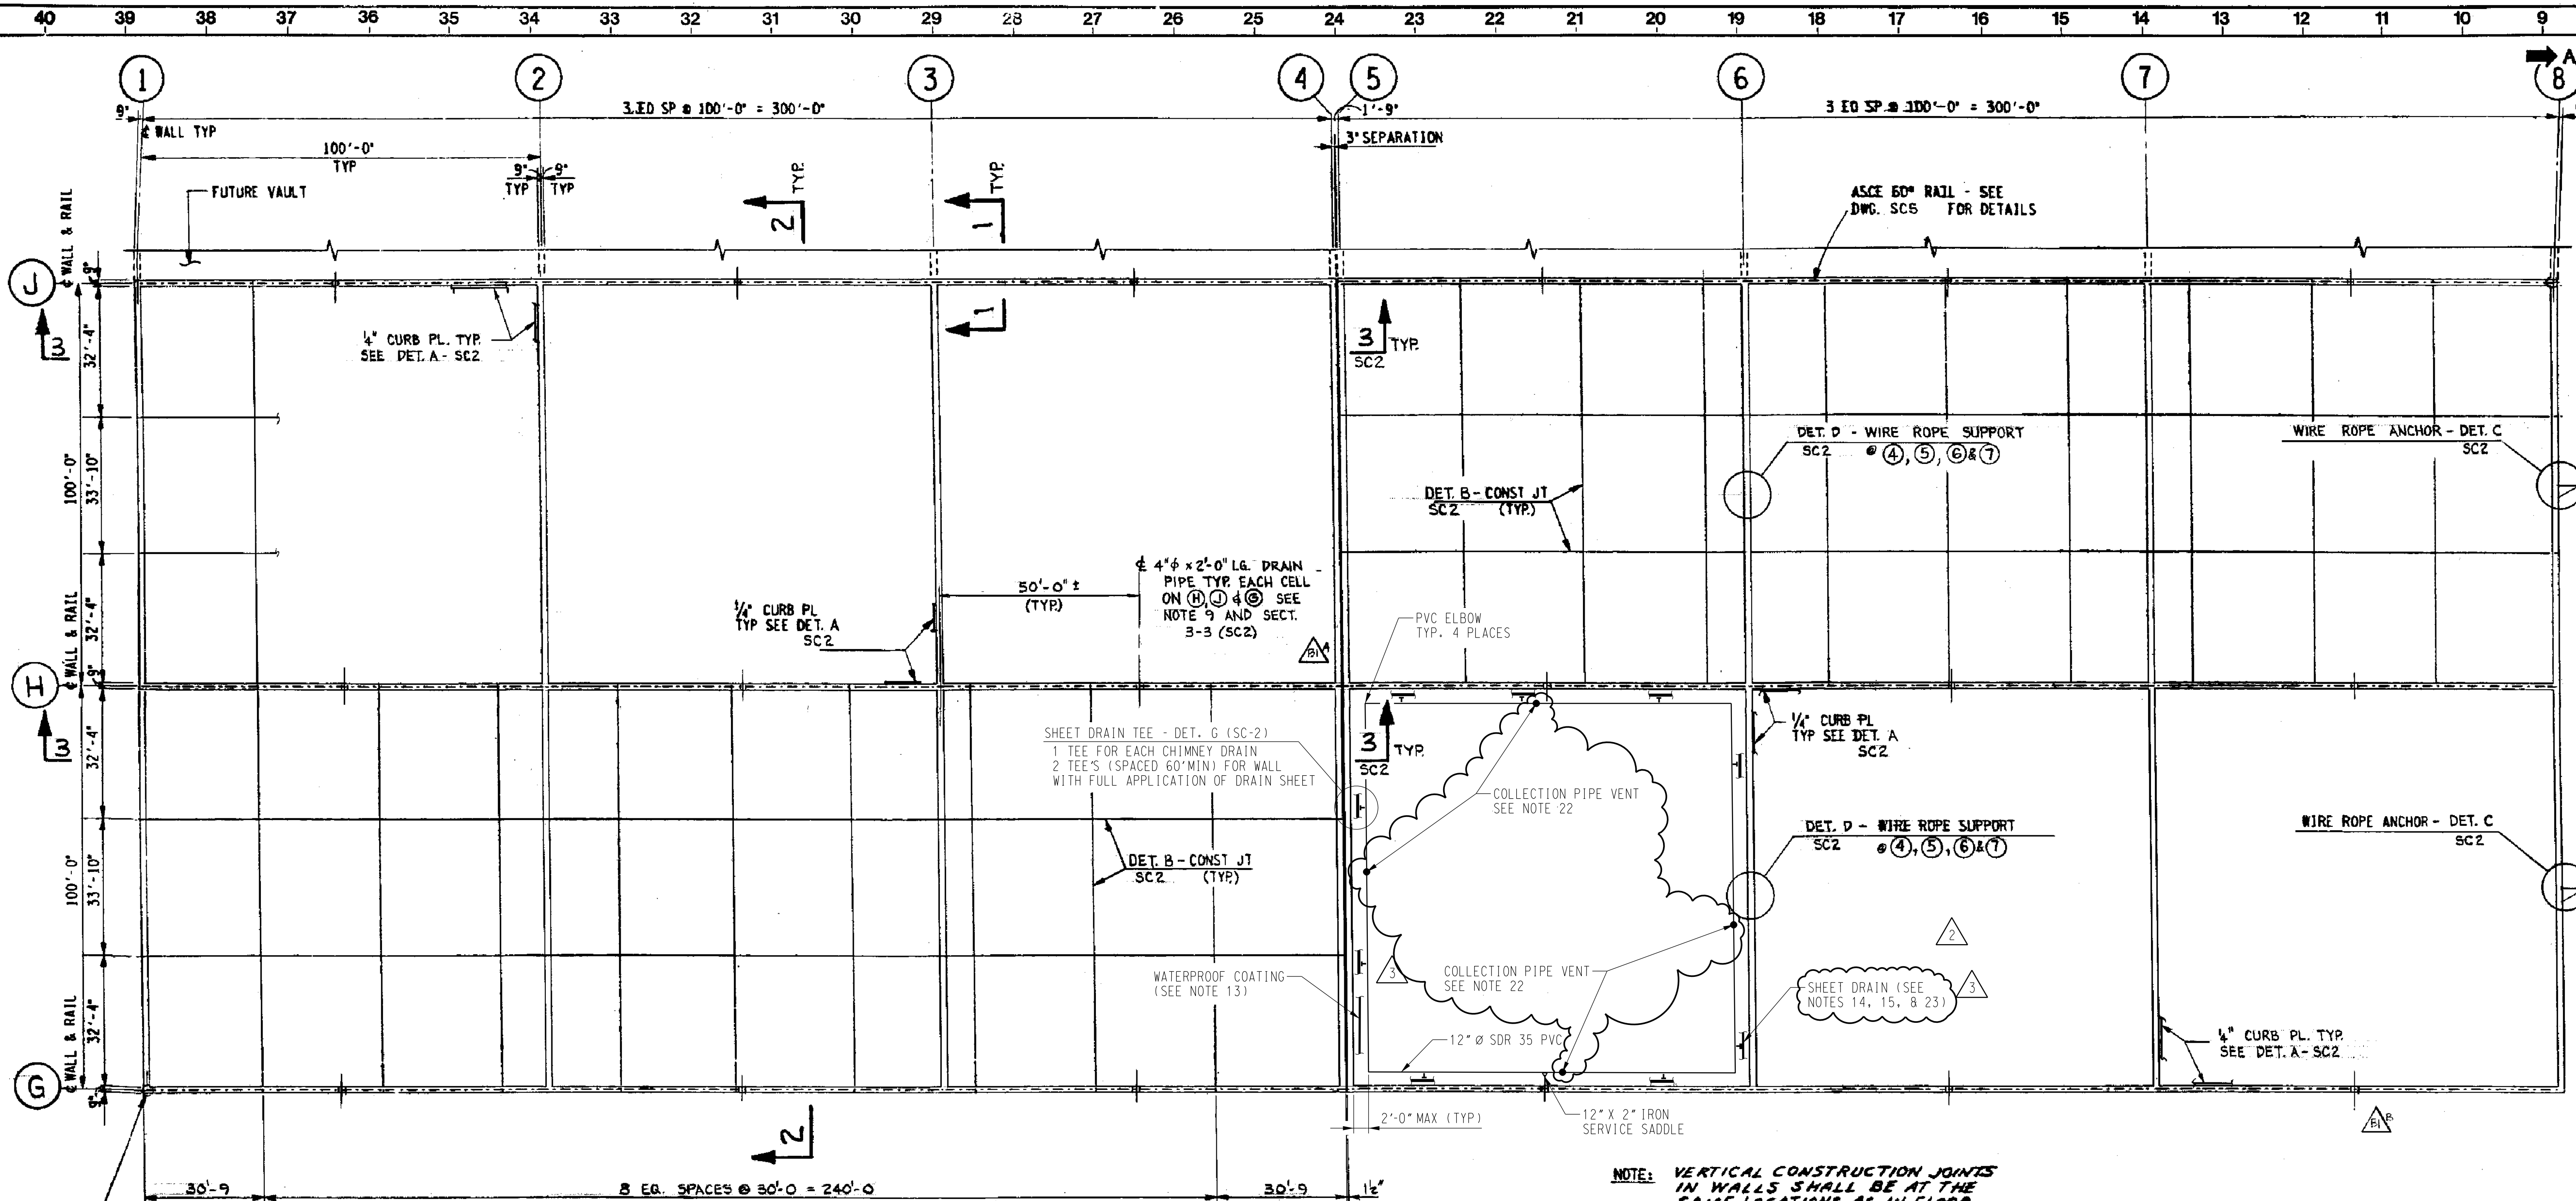 40 39 38 37 36 35 34 33 32 31 30 29 28 27 26 25 24 23 22 21 20 19 18 17 16 15 14 13 12 11 10 9
1 2 3 4 5 6 7 8
A
9" 3 EQ SP @ 100'-0" = 300'-0" 1'-9" 3 EQ SP @ 100'-0" = 300'-0"
℄ WALL TYP
3" SEPARATION
100'-0"
TYP
9" 9"
TYP TYP
FUTURE VAULT
2 TYP.
1 TYP.
ASCE 60# RAIL - SEE
DWG. SC5 FOR DETAILS
J
℄ WALL & RAIL
9"
3
32'-4"
100'-0"
33'-10"
32'-4"
1/4" CURB PL. TYP.
SEE DET. A - SC2
1
3 TYP.
SC2
DET. D - WIRE ROPE SUPPORT
SC2 @ 4, 5, 6 & 7
WIRE ROPE ANCHOR - DET. C
SC2
DET. B - CONST JT
SC2 (TYP.)
50'-0" ±
(TYP.)
℄ 4"φ x 2'-0" LG. DRAIN
PIPE TYP. EACH CELL
ON H, J & G SEE
NOTE 9 AND SECT.
3-3 (SC2)
B1 A
1/4" CURB PL
TYP SEE DET. A
SC2
PVC ELBOW
TYP. 4 PLACES
H
℄ WALL & RAIL
9"
3
32'-4"
100'-0"
33'-10"
32'-4"
SHEET DRAIN TEE - DET. G (SC-2)
1 TEE FOR EACH CHIMNEY DRAIN
2 TEE'S (SPACED 60'MIN) FOR WALL
WITH FULL APPLICATION OF DRAIN SHEET
3 TYP.
SC2
1/4" CURB PL
TYP SEE DET. A
SC2
COLLECTION PIPE VENT
SEE NOTE 22
DET. D - WIRE ROPE SUPPORT
SC2 @ 4, 5, 6 & 7
WIRE ROPE ANCHOR - DET. C
SC2
DET. B - CONST JT
SC2 (TYP.)
2
WATERPROOF COATING
(SEE NOTE 13)
3
COLLECTION PIPE VENT
SEE NOTE 22
SHEET DRAIN (SEE
NOTES 14, 15, & 23)
3
12" Ø SDR 35 PVC
1/4" CURB PL. TYP.
SEE DET. A - SC2
G
℄ WALL & RAIL
9"
2
2'-0" MAX (TYP)
12" X 2" IRON
SERVICE SADDLE
B1 B
30'-9 8 EQ. SPACES @ 30'-0 = 240'-0 30'-9 1½"
NOTE: VERTICAL CONSTRUCTION JOINTS
IN WALLS SHALL BE AT THE
SAME LOCATIONS AS IN FLOOR